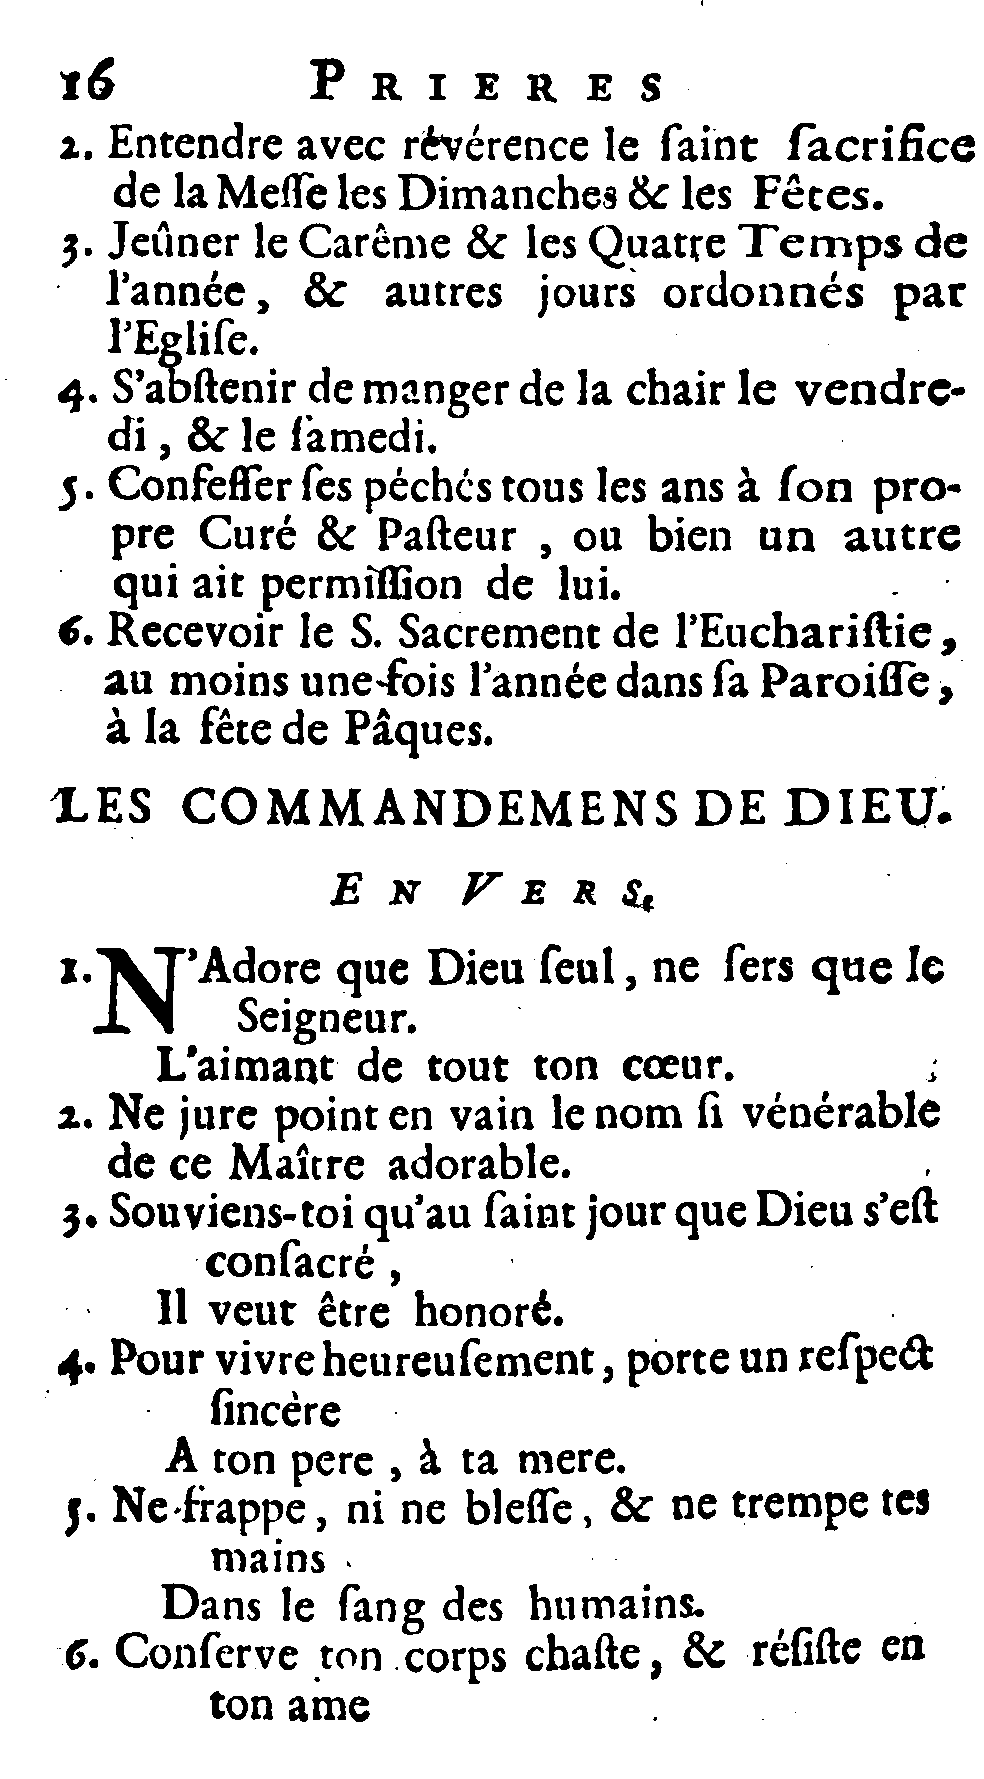 16 PRIERES
2. Entendre avec révérence le ſaint ſacrifice
de la Meſſe les Dimanches & les Fêtes.
3. Jeûner le Carême & les Quatre Temps de
l'année, & autres jours ordonnés par
l'Egliſe.
4. S'abſtenir de manger de la chair le vendre-
di, & le ſamedi.
5. Confeſſer ſes péchés tous les ans à ſon pro-
pre Curé & Paſteur, ou bien un autre
qui ait permiſſion de lui.
6. Recevoir le S. Sacrement de l'Euchariſtie,
au moins une fois l'année dans ſa Paroiſſe,
à la fête de Pâques.
LES COMMANDEMENS DE DIEU.
EN VERS.
1. N'Adore que Dieu ſeul, ne ſers que le
Seigneur.
L'aimant de tout ton cœur.
2. Ne jure point en vain le nom ſi vénérable
de ce Maître adorable.
3. Souviens-toi qu'au ſaint jour que Dieu s'eſt
conſacré,
Il veut être honoré.
4. Pour vivre heureuſement, porte un reſpect
ſincère
A ton pere, à ta mere.
5. Ne frappe, ni ne bleſſe, & ne trempe tes
mains
Dans le ſang des humains.
6. Conſerve ton corps chaſte, & réſiſte en
ton ame